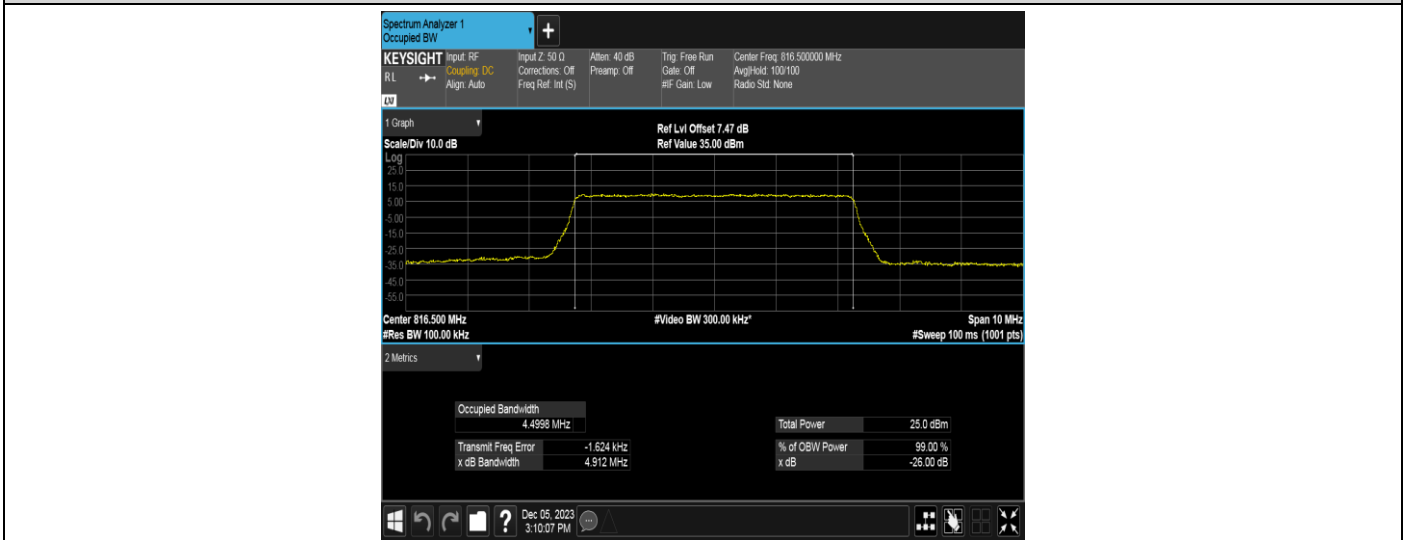 Spectrum Analyzer 1
Occupied BW
+
KEYSIGHT Input: RF Input Z: 50 Ω Atten: 40 dB Trig: Free Run Center Freq: 816.500000 MHz
RL Coupling: DC Corrections: Off Preamp: Off Gate: Off Avg|Hold: 100/100
Align: Auto Freq Ref: Int (S) #IF Gain: Low Radio Std: None
LXI
1 Graph
Ref Lvl Offset 7.47 dB
Scale/Div 10.0 dB Ref Value 35.00 dBm
Log
25.0
15.0
5.00
-5.00
-15.0
-25.0
-35.0
-45.0
-55.0
Center 816.500 MHz #Video BW 300.00 kHz* Span 10 MHz
#Res BW 100.00 kHz #Sweep 100 ms (1001 pts)
2 Metrics
Occupied Bandwidth
4.4998 MHz Total Power 25.0 dBm
Transmit Freq Error -1.624 kHz % of OBW Power 99.00 %
x dB Bandwidth 4.912 MHz x dB -26.00 dB
? Dec 05, 2023
3:10:07 PM